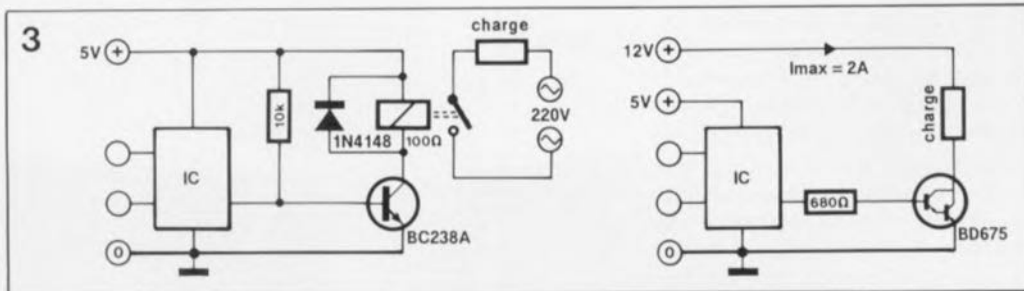 3
charge
5V +
10k
1N4148
100Ω
220V
IC
BC238A
0
12V +
Imax = 2A
5V +
charge
IC
680Ω
BD675
0